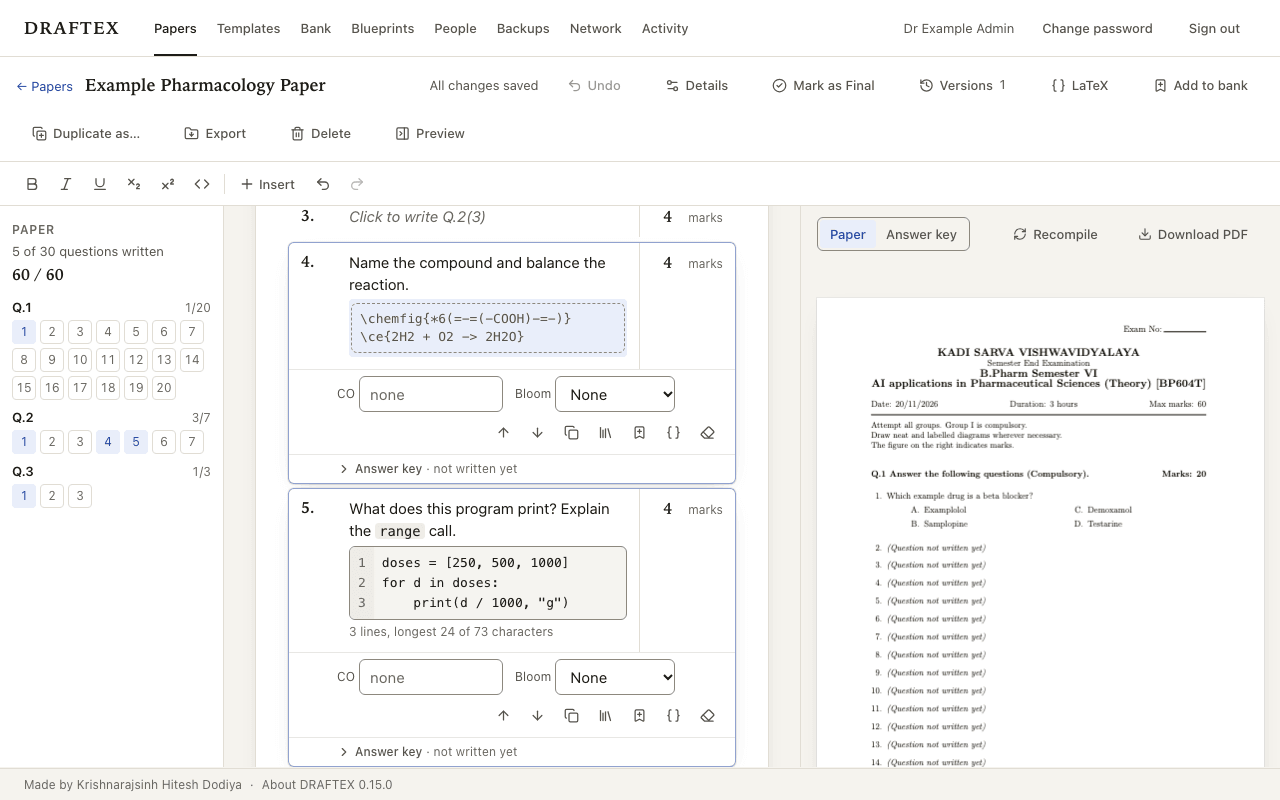 DRAFTEX Papers Templates Bank Blueprints People Backups Network Activity Dr Example Admin Change password Sign out
← Papers Example Pharmacology Paper All changes saved Undo Details Mark as Final Versions 1 { } LaTeX Add to bank
Duplicate as... Export Delete Preview
B I U X₂ x² <> + Insert
PAPER
5 of 30 questions written
60 / 60
Q.1 1/20
1 2 3 4 5 6 7
8 9 10 11 12 13 14
15 16 17 18 19 20
Q.2 3/7
1 2 3 4 5 6 7
Q.3 1/3
1 2 3
3. Click to write Q.2(3) 4 marks
4. Name the compound and balance the 4 marks
reaction.
\chemfig{*6(=-=(-COOH)-=-)}
\ce{2H2 + O2 -> 2H2O}
CO none Bloom None
{ }
Answer key · not written yet
5. What does this program print? Explain 4 marks
the range call.
1 doses = [250, 500, 1000]
2 for d in doses:
3 print(d / 1000, "g")
3 lines, longest 24 of 73 characters
CO none Bloom None
{ }
Answer key · not written yet
Paper Answer key Recompile Download PDF
Exam No:
KADI SARVA VISHWAVIDYALAYA
Semester End Examination
B.Pharm Semester VI
AI applications in Pharmaceutical Sciences (Theory) [BP604T]
Date: 20/11/2026 Duration: 3 hours Max marks: 60
Attempt all groups. Group I is compulsory.
Draw neat and labelled diagrams wherever necessary.
The figure on the right indicates marks.
Q.1 Answer the following questions (Compulsory). Marks: 20
1. Which example drug is a beta blocker?
A. Examplolol C. Demoxamol
B. Samplopine D. Testarine
2. (Question not written yet)
3. (Question not written yet)
4. (Question not written yet)
5. (Question not written yet)
6. (Question not written yet)
7. (Question not written yet)
8. (Question not written yet)
9. (Question not written yet)
10. (Question not written yet)
11. (Question not written yet)
12. (Question not written yet)
13. (Question not written yet)
14. (Question not written yet)
Made by Krishnarajsinh Hitesh Dodiya · About DRAFTEX 0.15.0